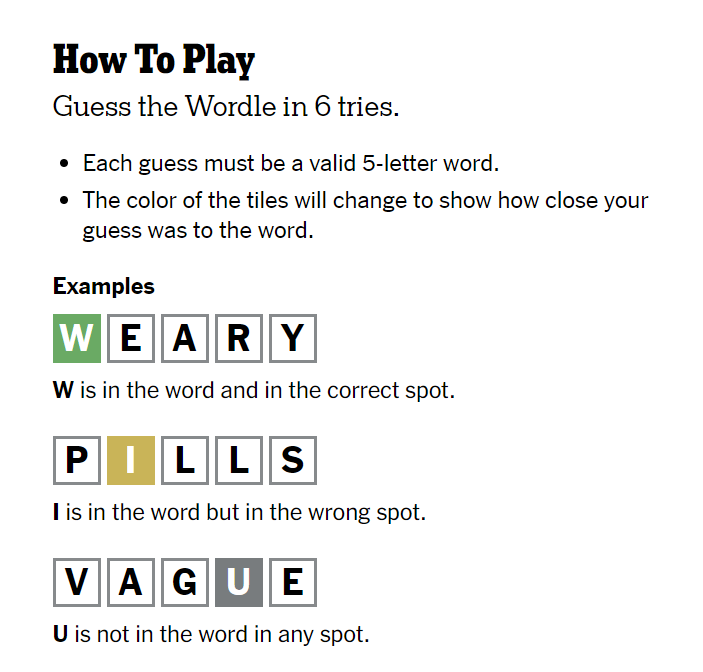 How To Play
Guess the Wordle in 6 tries.
• Each guess must be a valid 5-letter word.
• The color of the tiles will change to show how close your
guess was to the word.
Examples
W E A R Y
W is in the word and in the correct spot.
P I L L S
I is in the word but in the wrong spot.
V A G U E
U is not in the word in any spot.